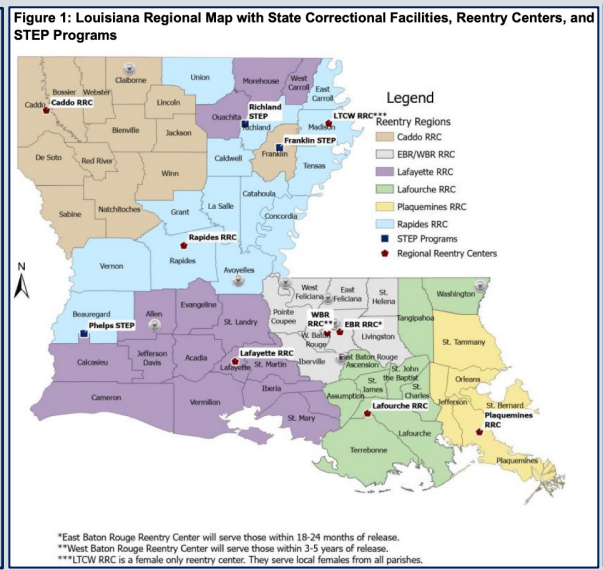 Figure 1: Louisiana Regional Map with State Correctional Facilities, Reentry Centers, and
STEP Programs
Claiborne
Union
Morehouse
West
Carroll
East
Carroll
Bossier
Webster
Caddo
Caddo RRC
Lincoln
Ouachita
Richland
STEP
Richland
Madison
LTCW RRC***
Bienville
Jackson
Franklin STEP
Franklin
De Soto
Red River
Caldwell
Tensas
Winn
Catahoula
Sabine
Natchitoches
Grant
La Salle
Concordia
Rapides RRC
Rapides
Vernon
Avoyelles
N
Legend
Reentry Regions
Caddo RRC
EBR/WBR RRC
Lafayette RRC
Lafourche RRC
Plaquemines RRC
Rapides RRC
STEP Programs
Regional Reentry Centers
West
Feliciana
East
Feliciana
St.
Helena
Washington
Beauregard
Phelps STEP
Allen
Evangeline
St. Landry
Pointe
Coupee
WBR
RRC**
EBR RRC*
W. Baton
Rouge
Livingston
Tangipahoa
St. Tammany
Calcasieu
Jefferson
Davis
Acadia
Lafayette RRC
Lafayette
St. Martin
Iberville
East Baton Rouge
Ascension
St. John
the Baptist
St.
James
St.
Charles
Orleans
Cameron
Vermilion
Iberia
St. Mary
Assumption
Lafourche RRC
Lafourche
Terrebonne
Jefferson
St. Bernard
Plaquemines
RRC
Plaquemines
*East Baton Rouge Reentry Center will serve those within 18-24 months of release.
**West Baton Rouge Reentry Center will serve those within 3-5 years of release.
***LTCW RRC is a female only reentry center. They serve local females from all parishes.